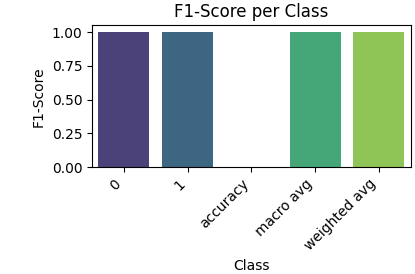 F1-Score per Class
1.00
0.75
0.50
0.25
0.00
F1-Score
0
1
accuracy
macro avg
weighted avg
Class